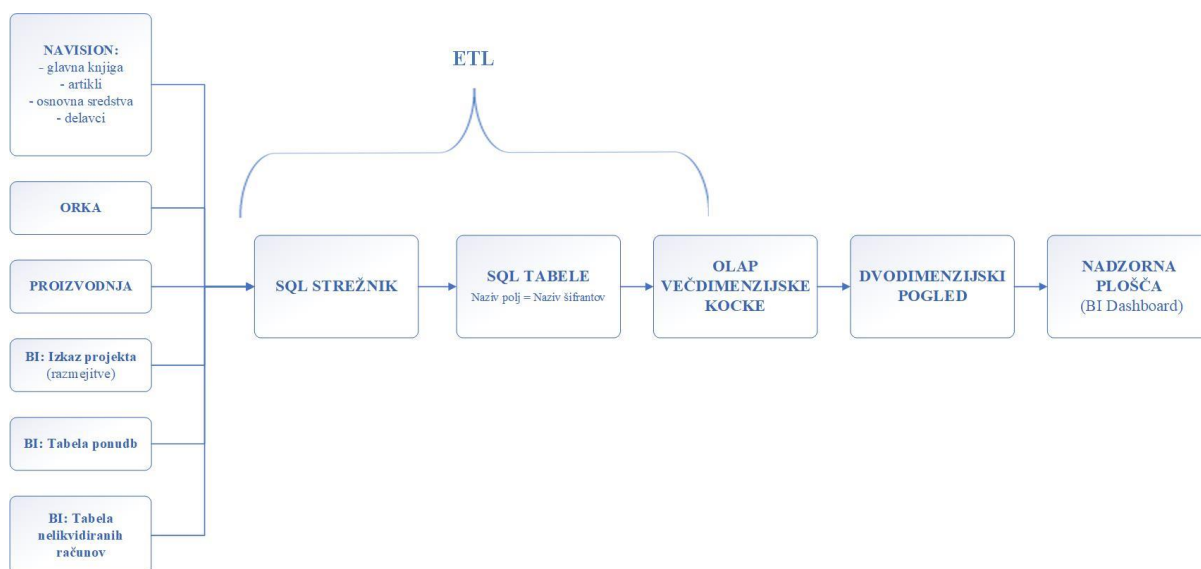 NAVISION:
- glavna knjiga
- artikli
- osnovna sredstva
- delavci
ETL
ORKA
PROIZVODNJA
BI: Izkaz projekta
(razmejitve)
BI: Tabela ponudb
BI: Tabela
nelikvidiranih
računov
SQL STREŽNIK
SQL TABELE
Naziv polj = Naziv šifrantov
OLAP
VEČDIMENZIJSKE
KOCKE
DVODIMENZIJSKI
POGLED
NADZORNA
PLOŠČA
(BI Dashboard)